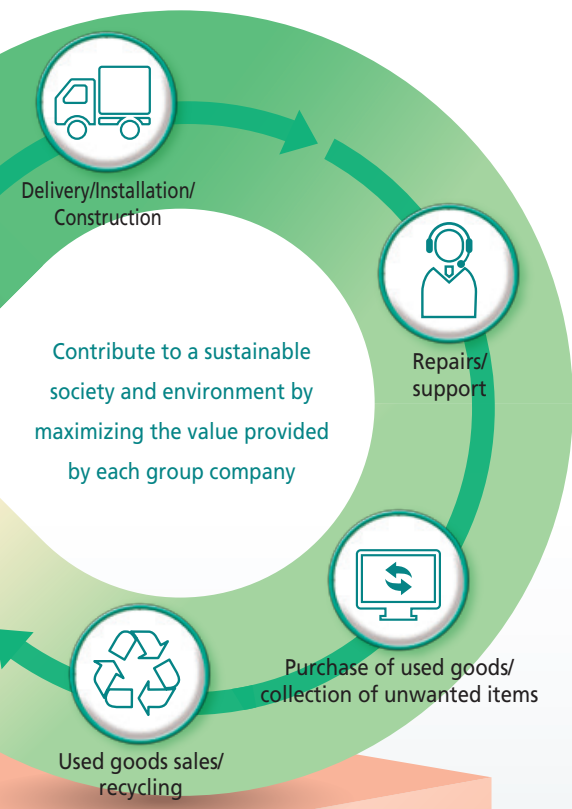 Delivery/Installation/
Construction
Repairs/
support
Contribute to a sustainable
society and environment by
maximizing the value provided
by each group company
Purchase of used goods/
collection of unwanted items
Used goods sales/
recycling